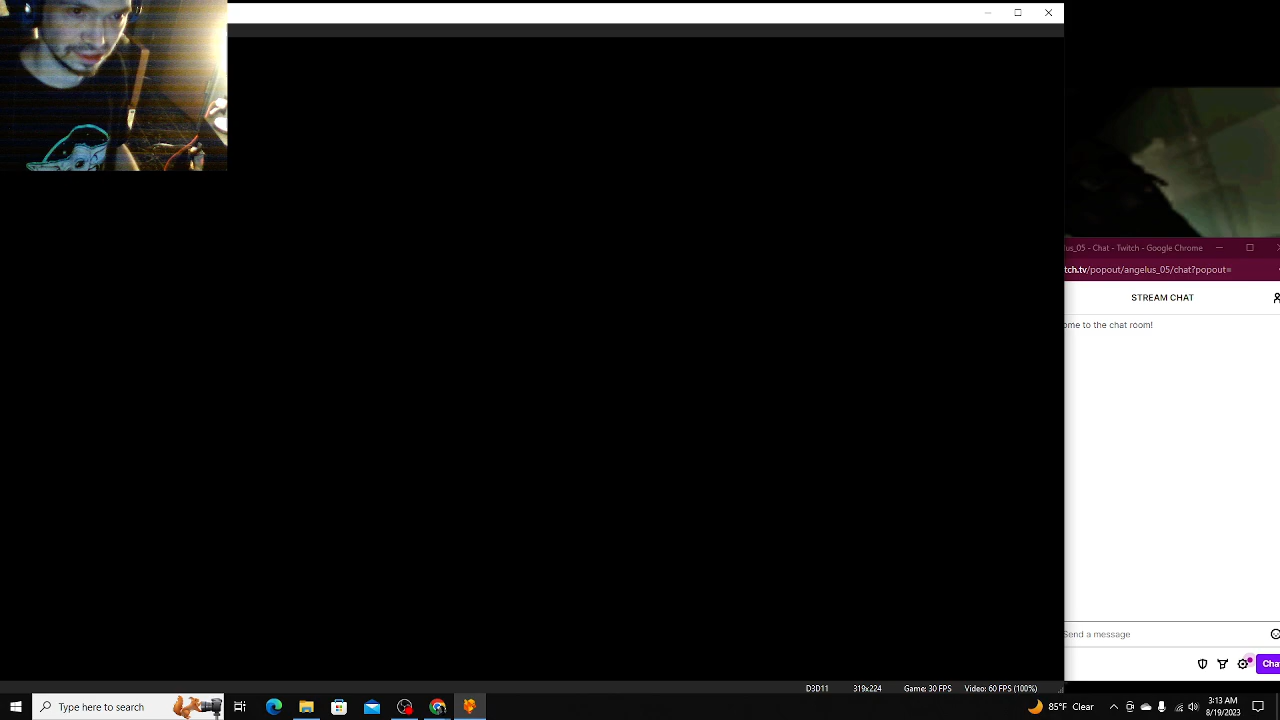 us_05 - Chat - Twitch - Google Chrome
tch.tv/popout/angelus_05/chat?popout=
STREAM CHAT
ome to the chat room!
Send a message
Cha
D3D11 319x224 Game: 30 FPS Video: 60 FPS (100%)
Type here to search
85°F Clear
3:13 AM
8/19/2023